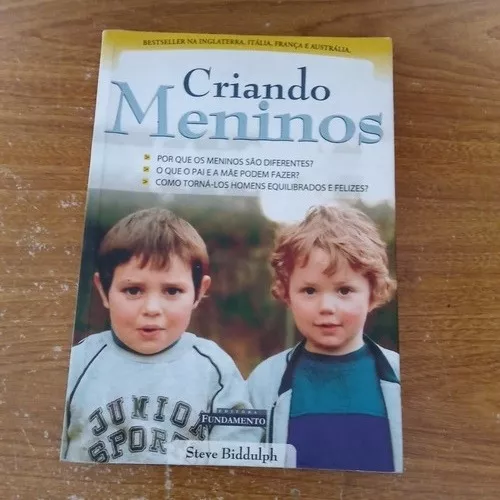 BESTSELLER NA INGLATERRA, ITÁLIA, FRANÇA E AUSTRÁLIA.
Criando
Meninos
POR QUE OS MENINOS SÃO DIFERENTES?
O QUE O PAI E A MÃE PODEM FAZER?
COMO TORNÁ-LOS HOMENS EQUILIBRADOS E FELIZES?
JUNIOR
SPORT
EDITORA
FUNDAMENTO
Steve Biddulph